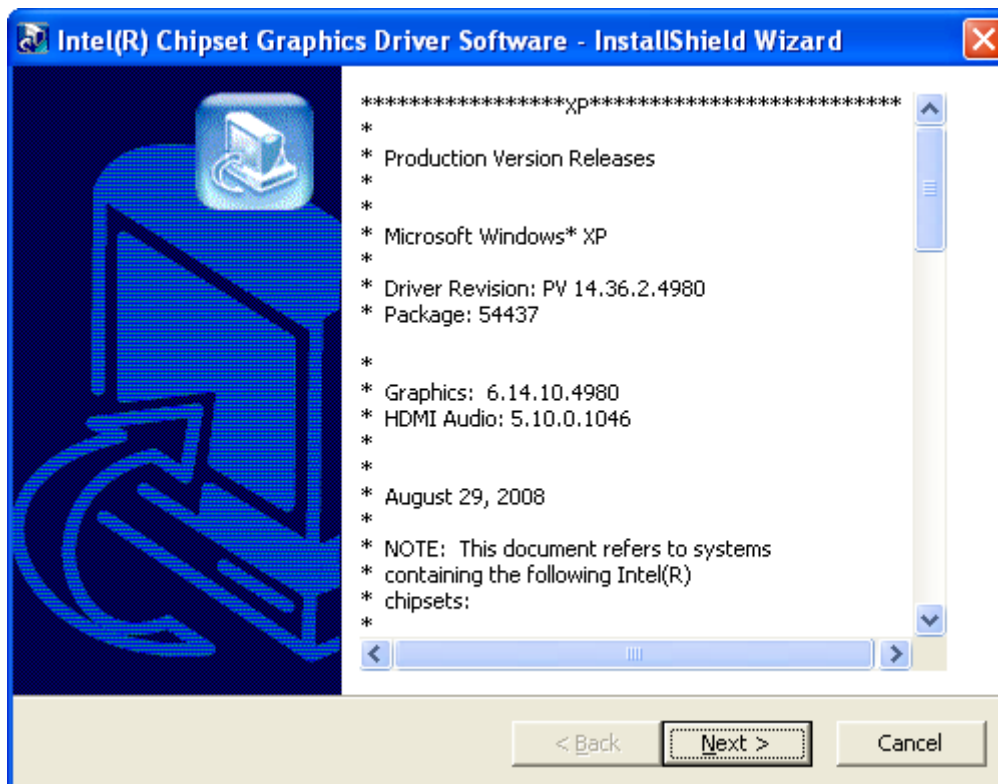 Intel(R) Chipset Graphics Driver Software - InstallShield Wizard
*****************XP**************************
*
* Production Version Releases
*
*
* Microsoft Windows* XP
*
* Driver Revision: PV 14.36.2.4980
* Package: 54437
*
* Graphics: 6.14.10.4980
* HDMI Audio: 5.10.0.1046
*
*
* August 29, 2008
*
* NOTE: This document refers to systems
* containing the following Intel(R)
* chipsets:
*
< Back
Next >
Cancel